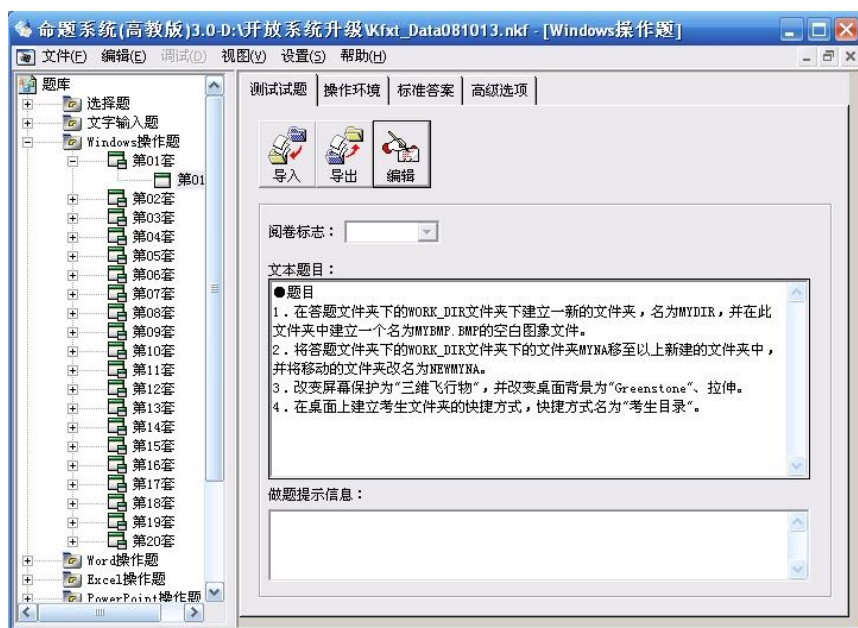 命题系统(高教版)3.0-D:\开放系统升级\Kfxt_Data081013.nkf - [Windows操作题]
文件(F) 编辑(E) 调试(D) 视图(V) 设置(S) 帮助(H)
题库
选择题
文字输入题
Windows操作题
第01套
第01
第02套
第03套
第04套
第05套
第06套
第07套
第08套
第09套
第10套
第11套
第12套
第13套
第14套
第15套
第16套
第17套
第18套
第19套
第20套
Word操作题
Excel操作题
PowerPoint操作题
测试试题 操作环境 标准答案 高级选项
导入 导出 编辑
阅卷标志：
文本题目：
●题目
1．在答题文件夹下的WORK_DIR文件夹下建立一新的文件夹，名为MYDIR，并在此
文件夹中建立一个名为MYBMP.BMP的空白图象文件。
2．将答题文件夹下的WORK_DIR文件夹下的文件夹MYNA移至以上新建的文件夹中，
并将移动的文件夹改名为NEWMYNA。
3．改变屏幕保护为"三维飞行物"，并改变桌面背景为"Greenstone"、拉伸。
4．在桌面上建立考生文件夹的快捷方式，快捷方式名为"考生目录"。
做题提示信息：